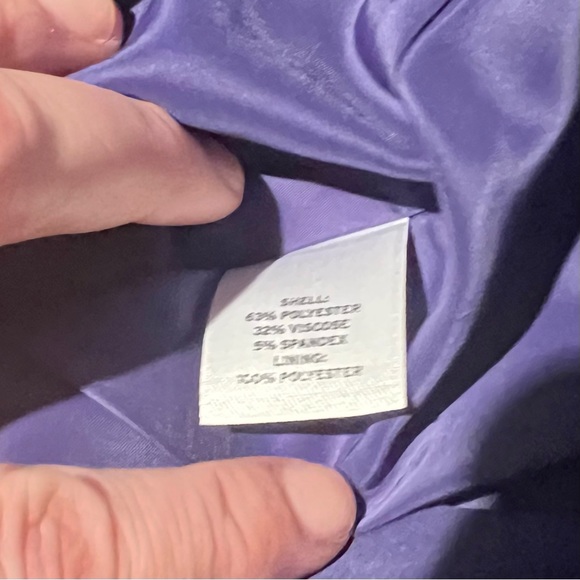 SHELL:
63% POLYESTER
32% VISCOSE
5% SPANDEX
LINING:
100% POLYESTER